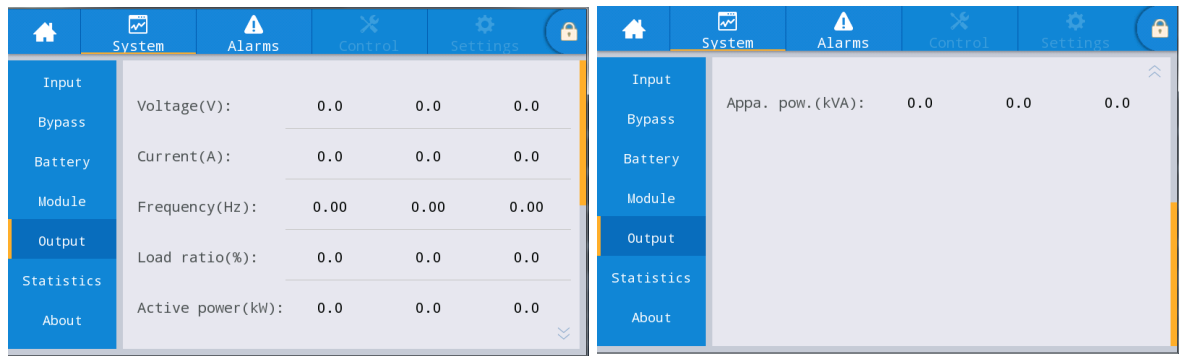 System Alarms Control Settings
Input
Bypass
Battery
Module
Output
Statistics
About
Voltage(V): 0.0 0.0 0.0
Current(A): 0.0 0.0 0.0
Frequency(Hz): 0.00 0.00 0.00
Load ratio(%): 0.0 0.0 0.0
Active power(kW): 0.0 0.0 0.0
System Alarms Control Settings
Input
Bypass
Battery
Module
Output
Statistics
About
Appa. pow.(kVA): 0.0 0.0 0.0